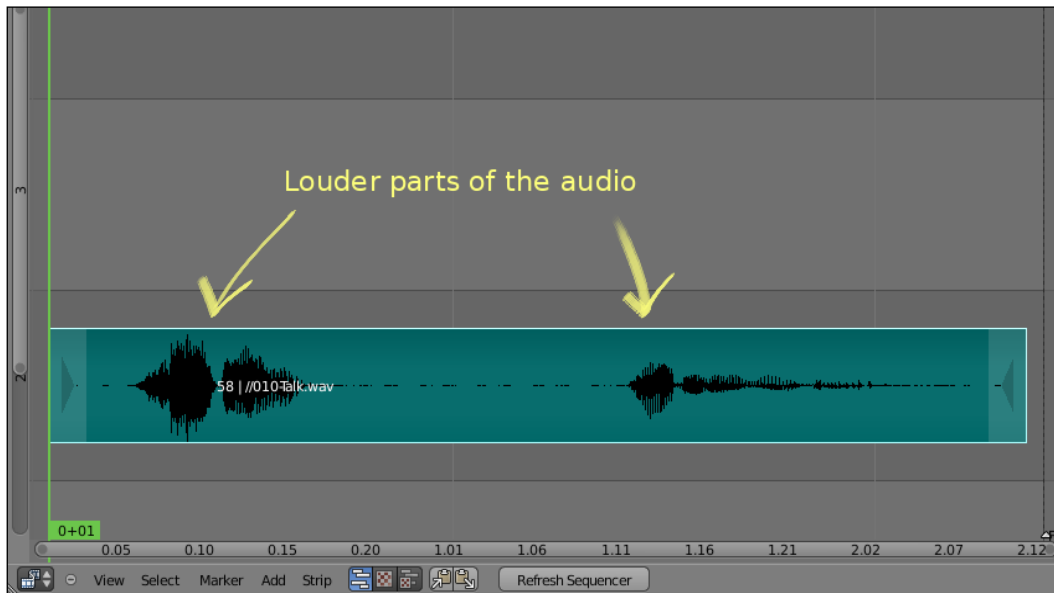 3
Louder parts of the audio
2
58 | //010-Talk.wav
0+01
0.05 0.10 0.15 0.20 1.01 1.06 1.11 1.16 1.21 2.02 2.07 2.12
View Select Marker Add Strip Refresh Sequencer